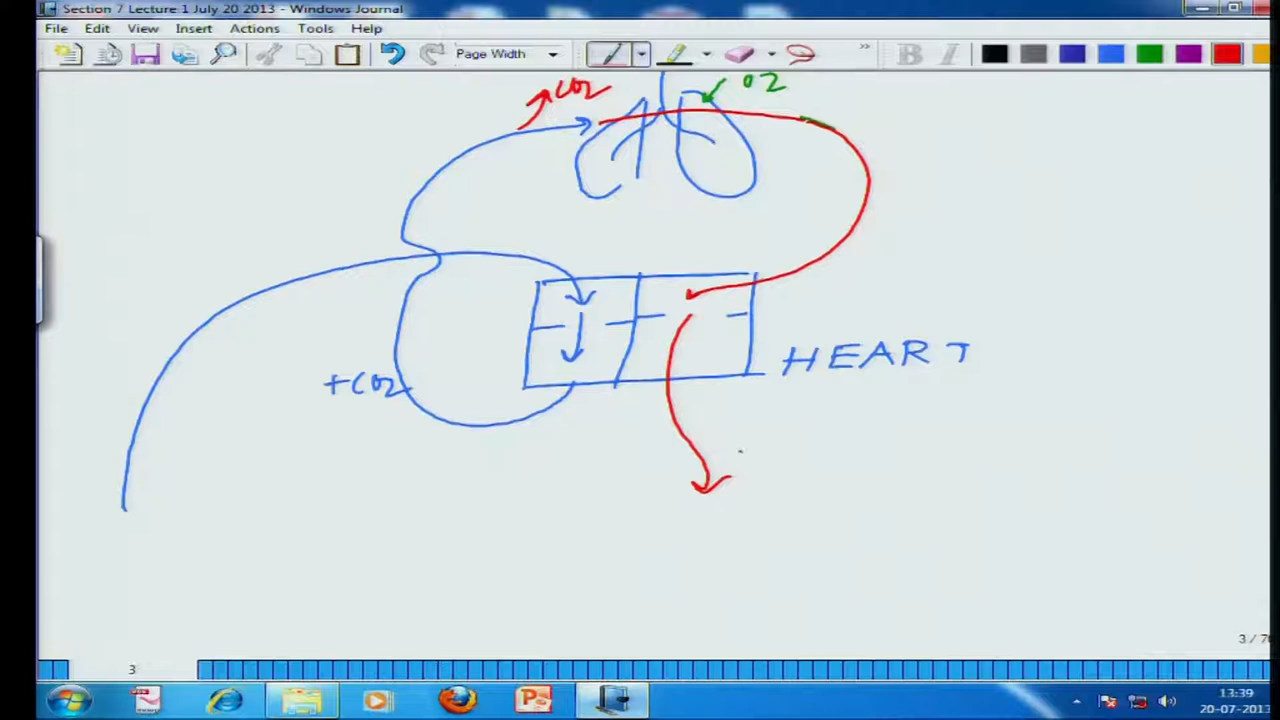 Section 7 Lecture 1 July 20 2013 - Windows Journal
File Edit View Insert Actions Tools Help
Page Width
B I
CO2
O2
HEART
+CO2
3 / 7
3
13:39
20-07-2013